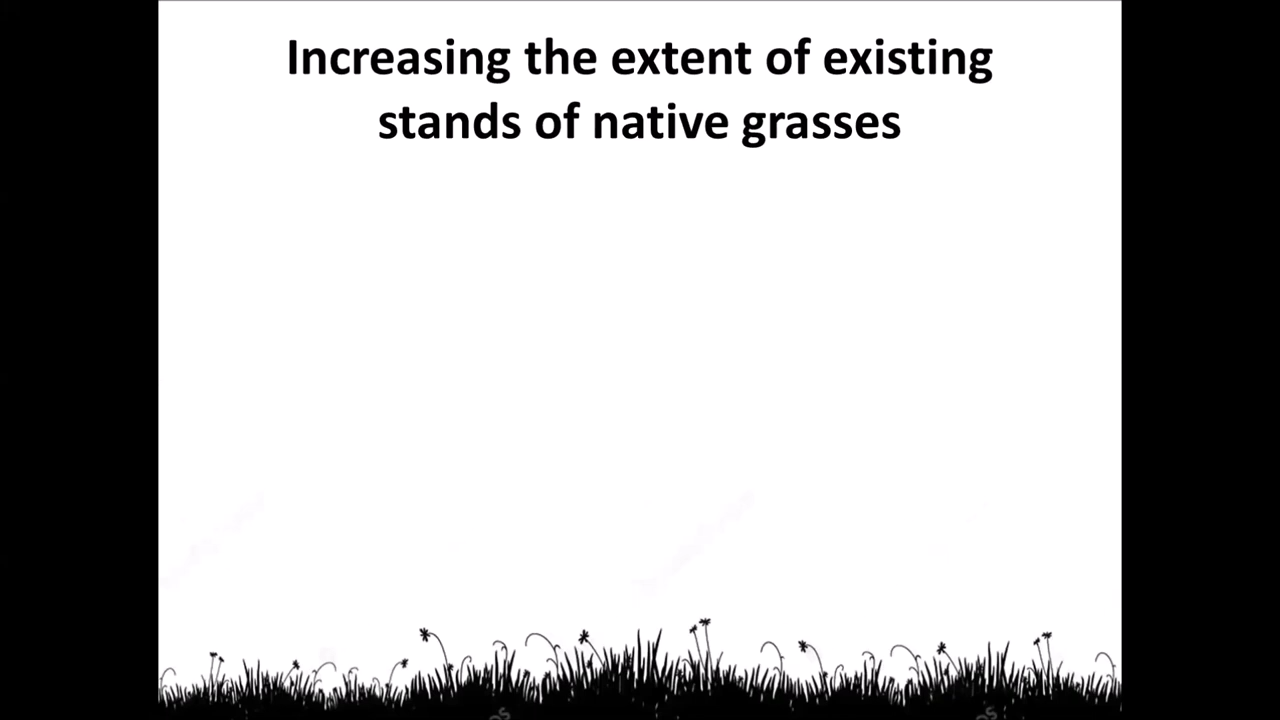 Increasing the extent of existing
stands of native grasses